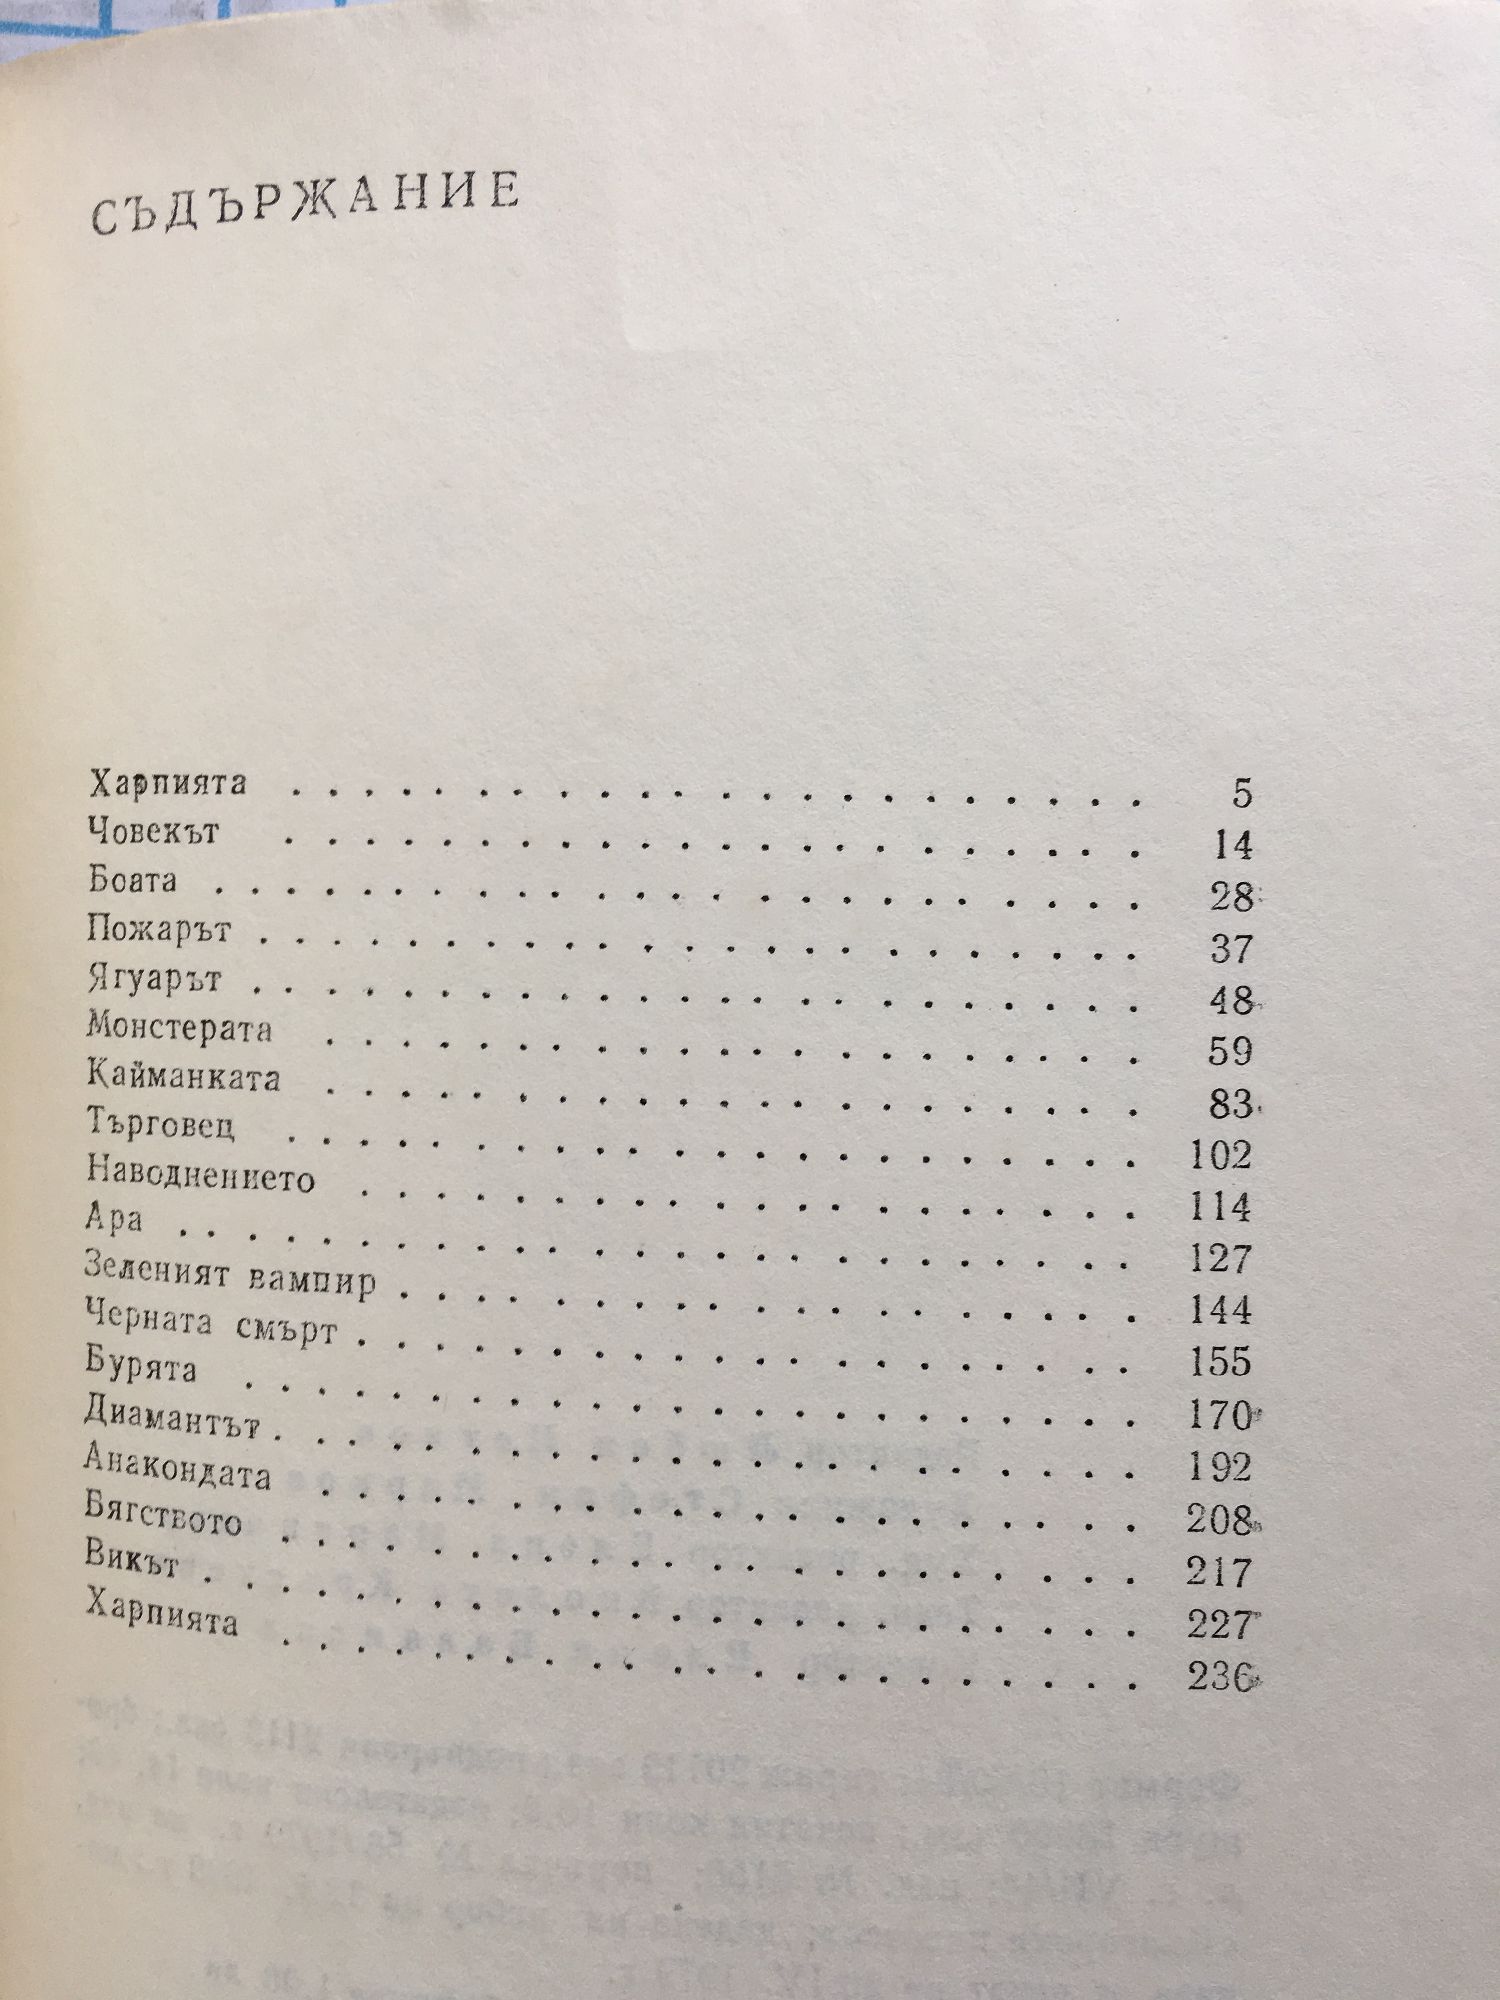 СЪДЪРЖАНИЕ
Харпията . . . . . . . . . . . . . . . . . . . . . . 5
Човекът . . . . . . . . . . . . . . . . . . . . . . 14
Боата . . . . . . . . . . . . . . . . . . . . . . . . 28
Пожарът . . . . . . . . . . . . . . . . . . . . . . . 37
Ягуарът . . . . . . . . . . . . . . . . . . . . . . . 48
Монстерата . . . . . . . . . . . . . . . . . . . . . 59
Кайманката . . . . . . . . . . . . . . . . . . . . . 83
Търговец . . . . . . . . . . . . . . . . . . . . . . 102
Наводнението . . . . . . . . . . . . . . . . . . . . 114
Ара . . . . . . . . . . . . . . . . . . . . . . . . . 127
Зеленият вампир . . . . . . . . . . . . . . . . . . . 144
Черната смърт . . . . . . . . . . . . . . . . . . . . 155
Бурята . . . . . . . . . . . . . . . . . . . . . . . 170
Диамантът . . . . . . . . . . . . . . . . . . . . . . 192
Анакондата . . . . . . . . . . . . . . . . . . . . . 208
Бягството . . . . . . . . . . . . . . . . . . . . . . 217
Викът . . . . . . . . . . . . . . . . . . . . . . . . 227
Харпията . . . . . . . . . . . . . . . . . . . . . . 236